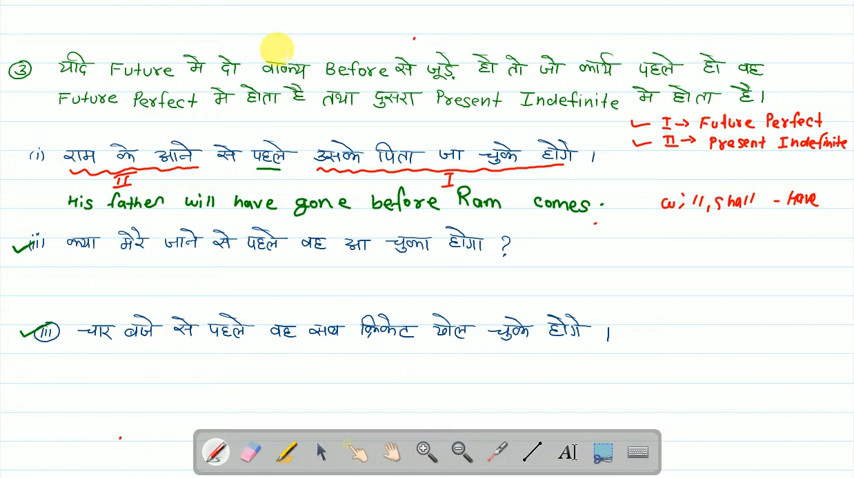 ③ यदि Future मे दो वाक्य Before से जूड़े हो तो जो कार्य पहले हो वह
Future Perfect मे होता है तथा दुसरा Present Indefinite मे होता है।
I → Future Perfect
II → Present Indefinite
(i) राम के आने से पहले उसके पिता जा चुके होगे ।
II I
His father will have gone before Ram comes.
will, shall - Have
(ii) क्या मेरे जाने से पहले वह आ चुका होगा ?
(iii) चार बजे से पहले वह सब क्रिकेट खेल चुके होगे ।